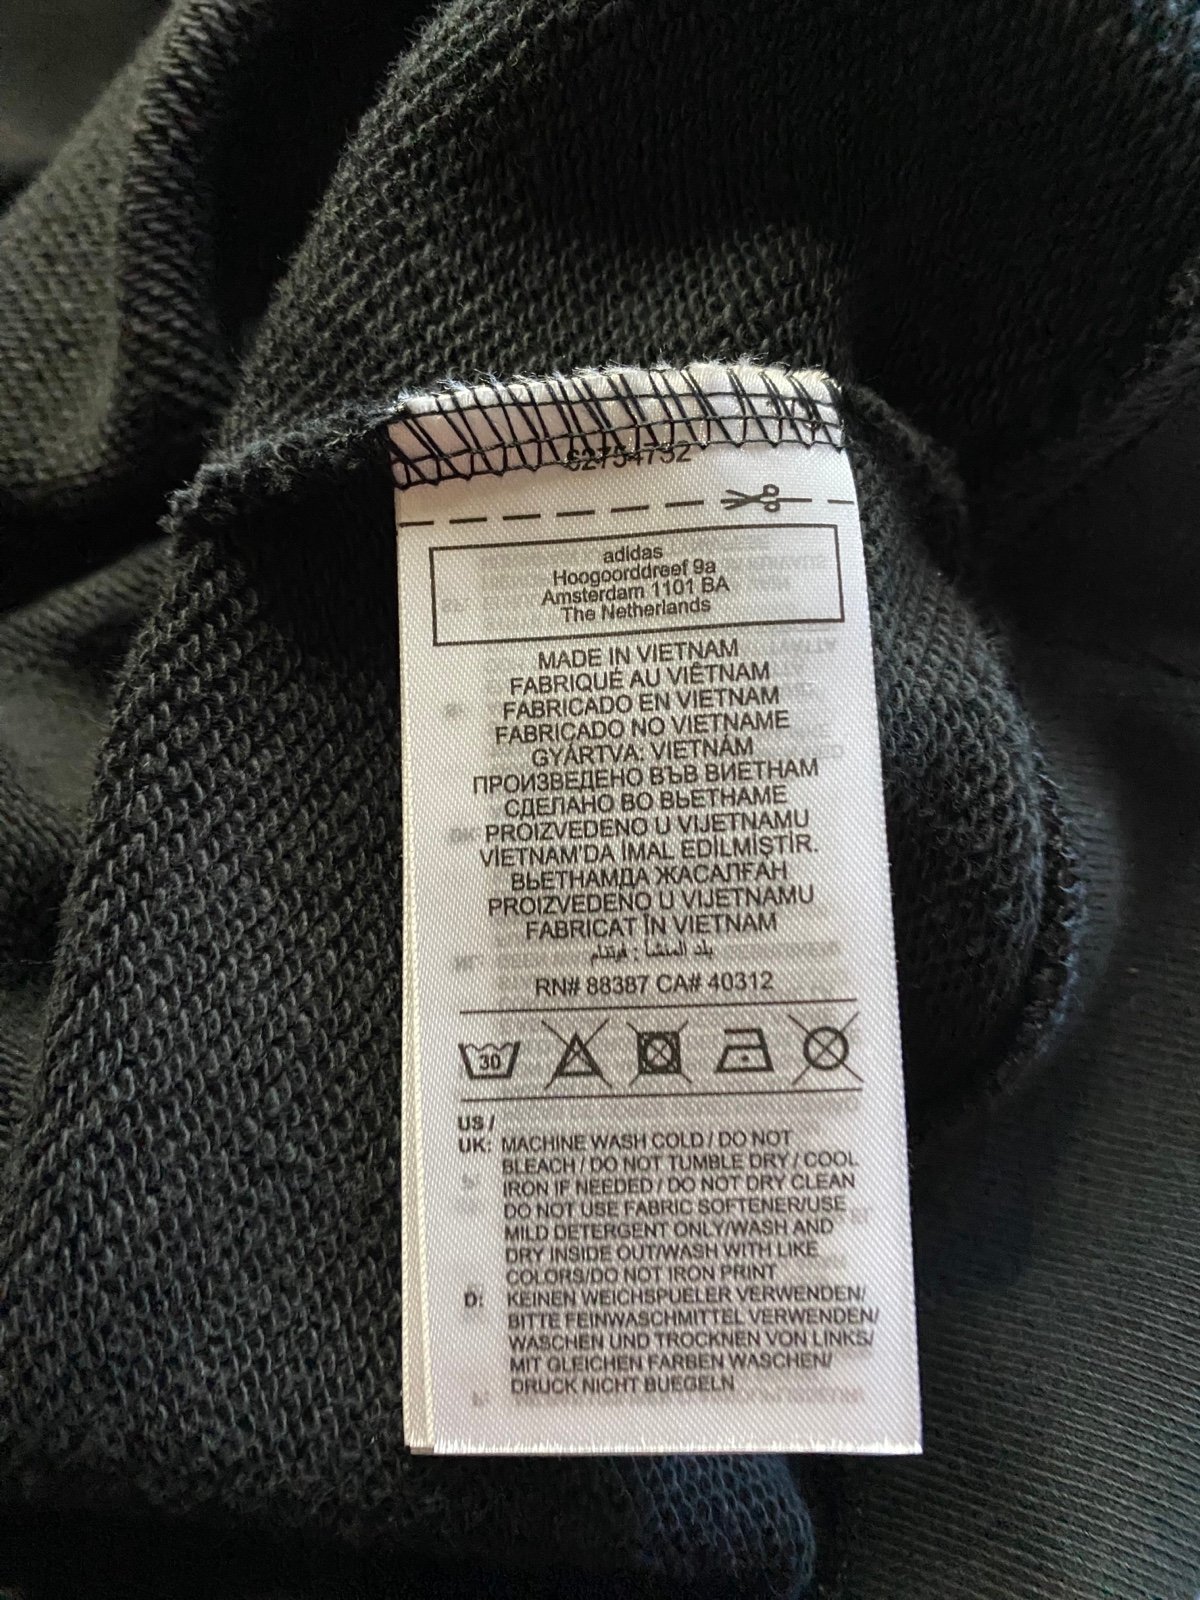 62754732
adidas
Hoogoorddreef 9a
Amsterdam 1101 BA
The Netherlands
MADE IN VIETNAM
FABRIQUÉ AU VIÊTNAM
FABRICADO EN VIETNAM
FABRICADO NO VIETNAME
GYÁRTVA: VIETNÁM
ПРОИЗВЕДЕНО ВЪВ ВИЕТНАМ
СДЕЛАНО ВО ВЬЕТНАМЕ
PROIZVEDENO U VIJETNAMU
VIETNAM'DA İMAL EDİLMİŞTİR.
ВЬЕТНАМДА ЖАСАЛҒАН
PROIZVEDENO U VIJETNAMU
FABRICAT ÎN VIETNAM
بلد المنشأ : فيتنام
RN# 88387 CA# 40312
30
US /
UK: MACHINE WASH COLD / DO NOT
BLEACH / DO NOT TUMBLE DRY / COOL
IRON IF NEEDED / DO NOT DRY CLEAN
DO NOT USE FABRIC SOFTENER/USE
MILD DETERGENT ONLY/WASH AND
DRY INSIDE OUT/WASH WITH LIKE
COLORS/DO NOT IRON PRINT
D: KEINEN WEICHSPUELER VERWENDEN/
BITTE FEINWASCHMITTEL VERWENDEN/
WASCHEN UND TROCKNEN VON LINKS/
MIT GLEICHEN FARBEN WASCHEN/
DRUCK NICHT BUEGELN